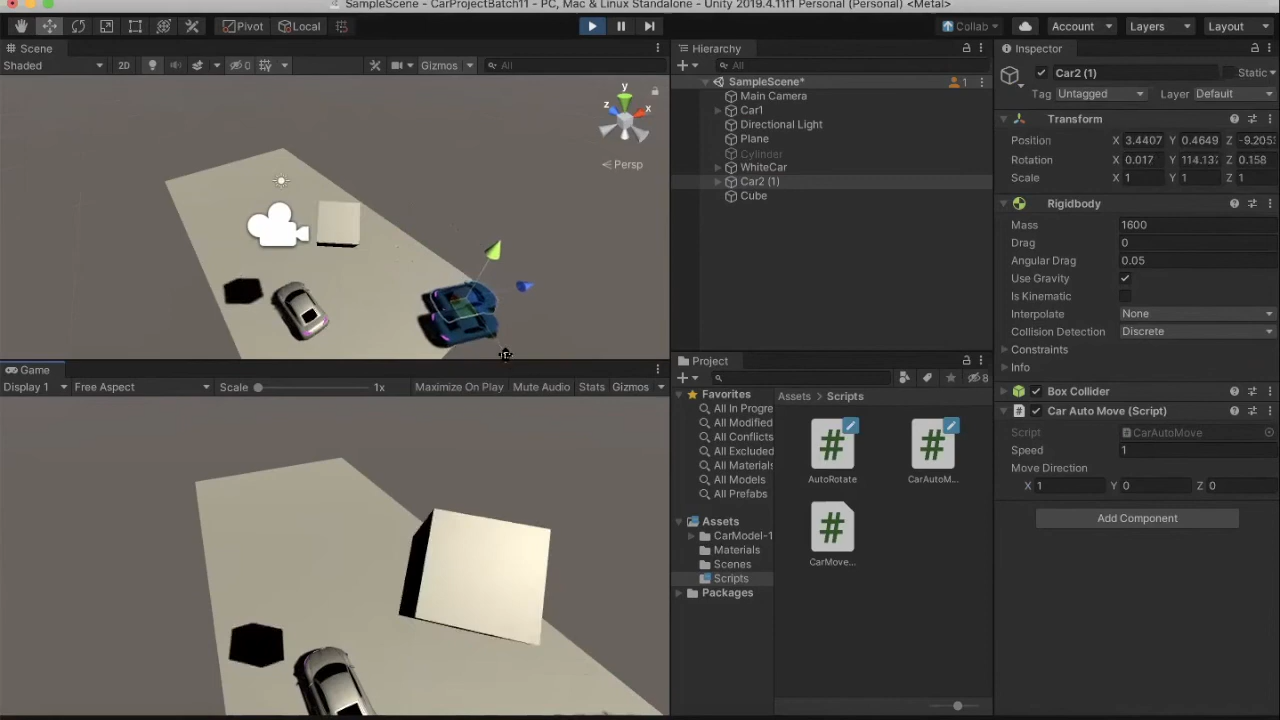 SampleScene - CarProjectBatch11 - PC, Mac & Linux Standalone - Unity 2019.4.11f1 Personal (Personal) <Metal>
Pivot Local Collab Account Layers Layout
Scene
Shaded 2D 0 Gizmos All
y
z x
Persp
Game
Display 1 Free Aspect Scale 1x Maximize On Play Mute Audio Stats Gizmos
Hierarchy
All
SampleScene* 1
Main Camera
Car1
Directional Light
Plane
Cylinder
WhiteCar
Car2 (1)
Cube
Project
8
Favorites
All In Progre
All Modified
All Conflicts
All Excluded
All Materials
All Models
All Prefabs
Assets
CarModel-1
Materials
Scenes
Scripts
Packages
Assets > Scripts
AutoRotate
CarAutoM...
CarMove...
Inspector
Car2 (1) Static
Tag Untagged Layer Default
Transform
Position X 3.4407 Y 0.4649 Z -9.205
Rotation X 0.017 Y 114.13 Z 0.158
Scale X 1 Y 1 Z 1
Rigidbody
Mass 1600
Drag 0
Angular Drag 0.05
Use Gravity
Is Kinematic
Interpolate None
Collision Detection Discrete
Constraints
Info
Box Collider
Car Auto Move (Script)
Script CarAutoMove
Speed 1
Move Direction
X 1 Y 0 Z 0
Add Component